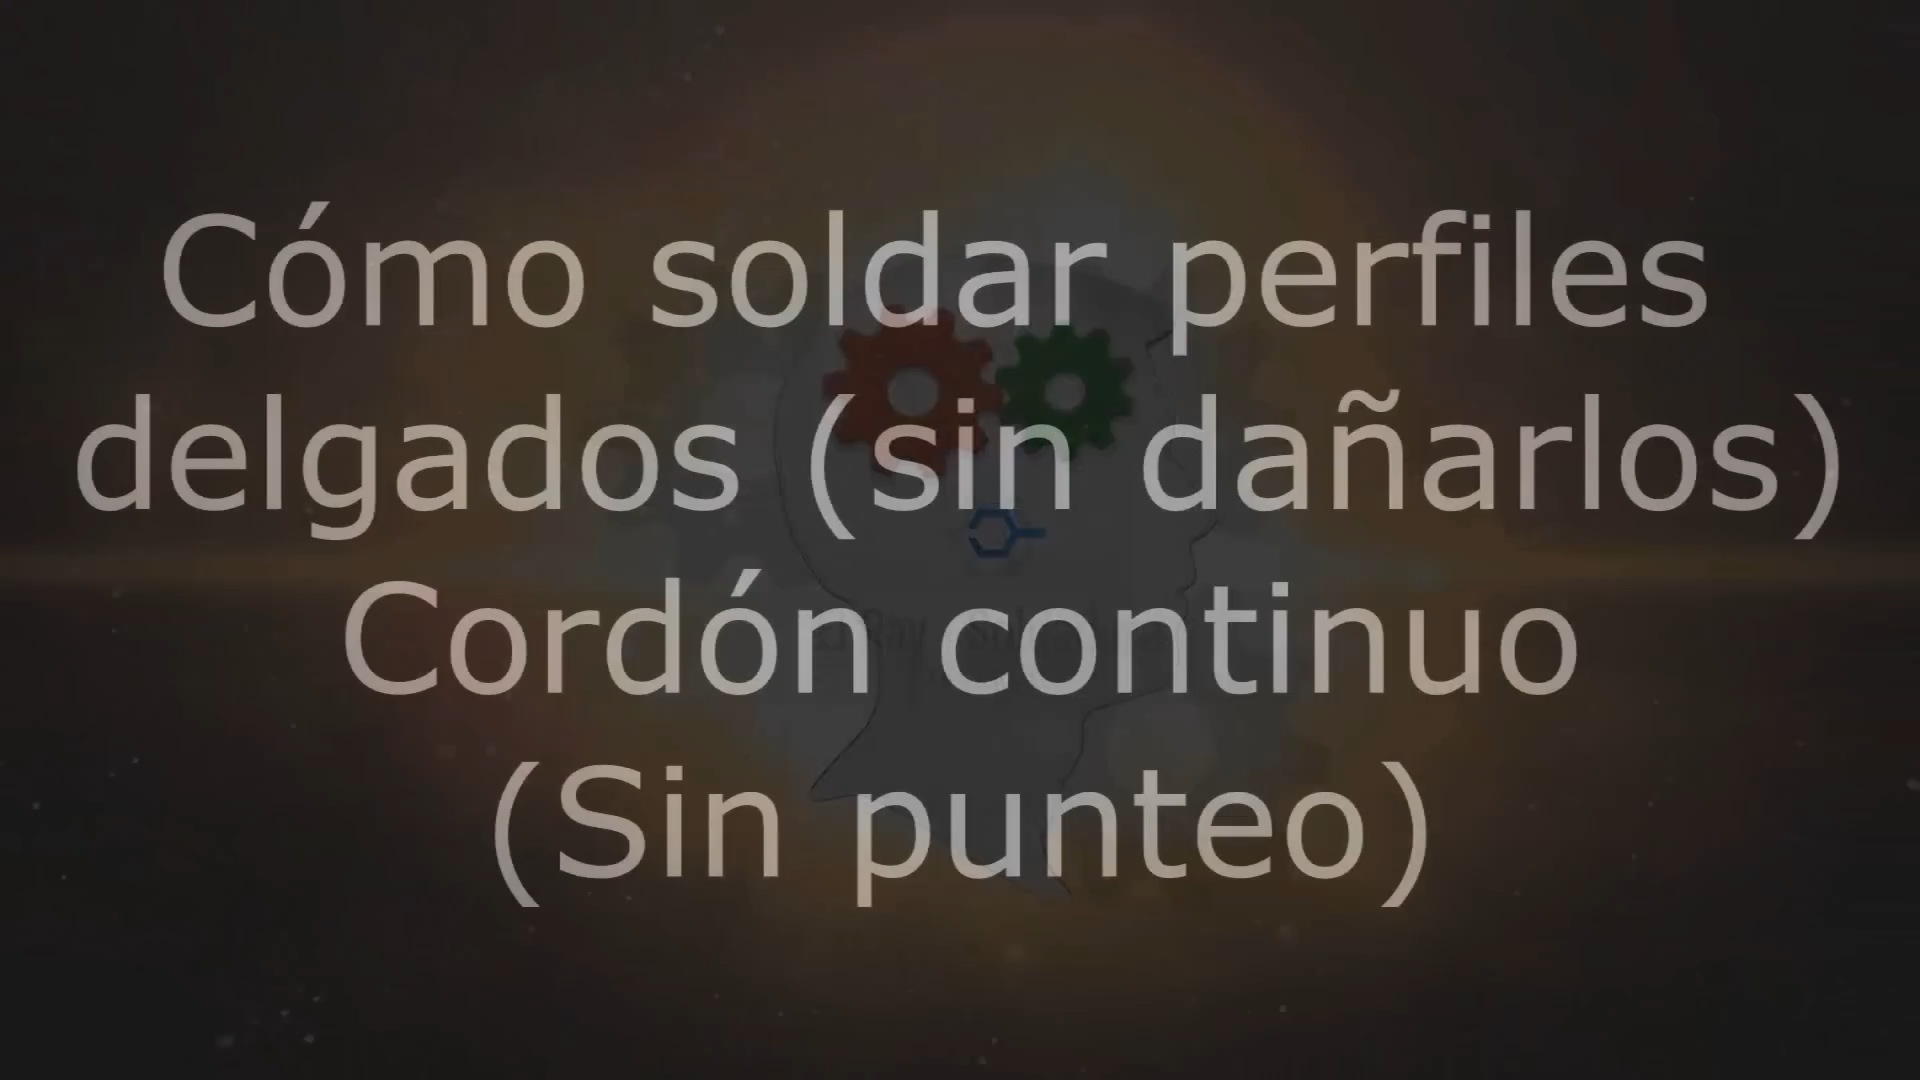 Cómo soldar perfiles
delgados (sin dañarlos)
Cordón continuo
(Sin punteo)